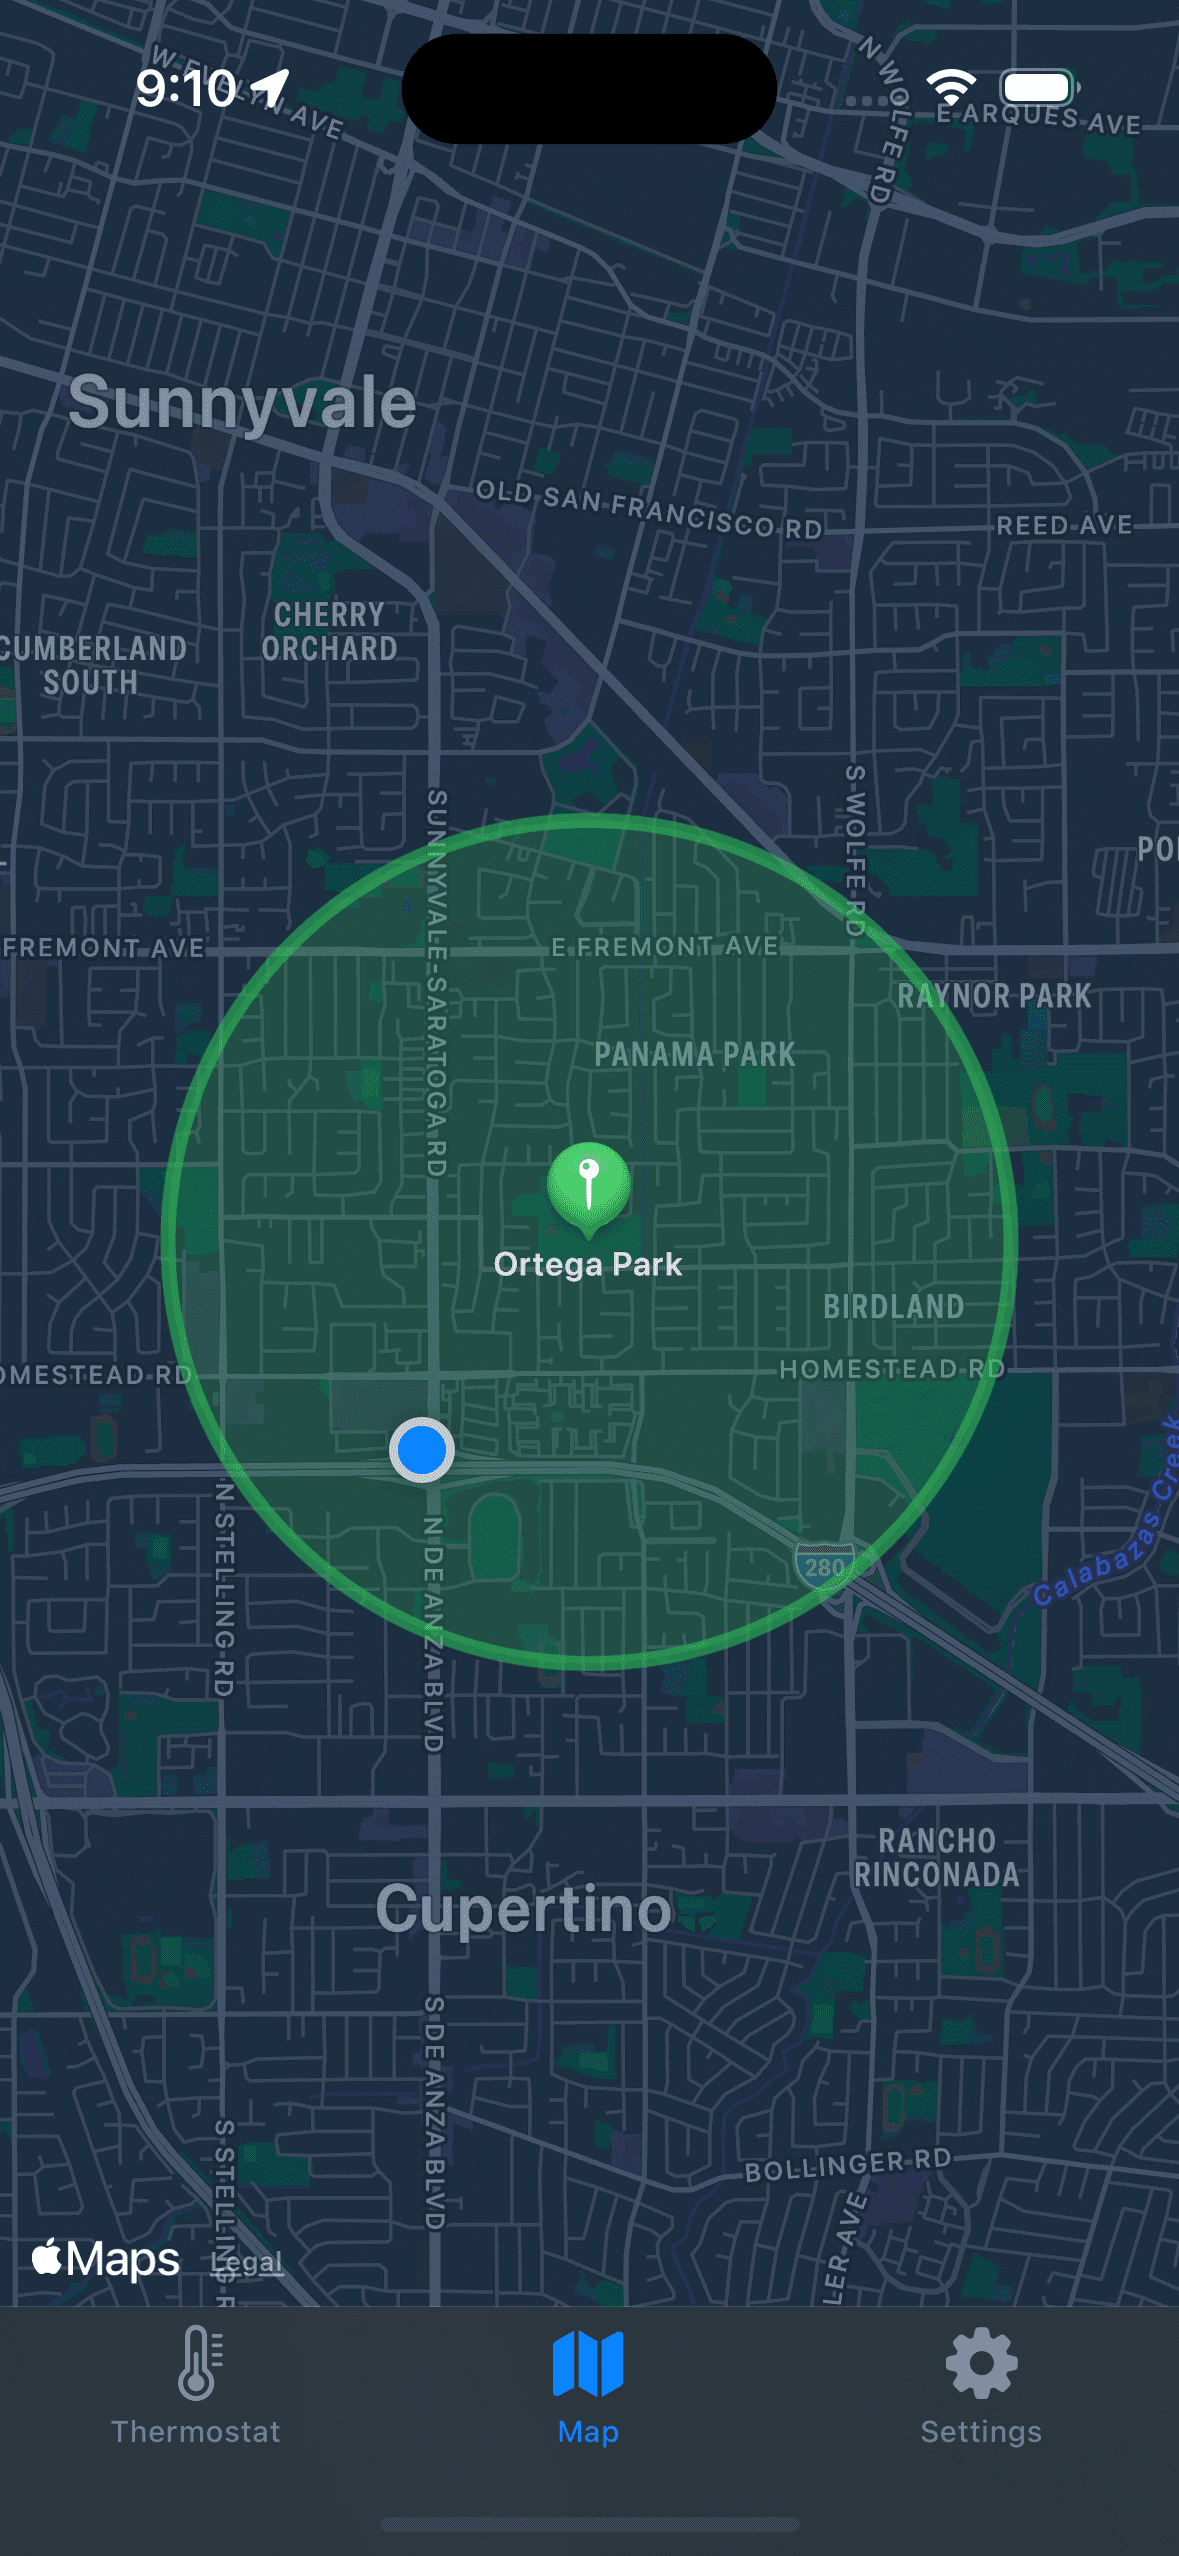 9:10
W EVELYN AVE
N WOLFE RD
E ARQUES AVE
Sunnyvale
OLD SAN FRANCISCO RD
REED AVE
CHERRY
ORCHARD
CUMBERLAND
SOUTH
SUNNYVALE-SARATOGA RD
S WOLFE RD
PO
FREMONT AVE
E FREMONT AVE
RAYNOR PARK
PANAMA PARK
Ortega Park
BIRDLAND
OMESTEAD RD
HOMESTEAD RD
N STELLING RD
N DE ANZA BLVD
280
Calabazas Creek
RANCHO
RINCONADA
Cupertino
S DE ANZA BLVD
S STELLING R
BOLLINGER RD
LER AVE
Maps
Legal
Thermostat
Map
Settings